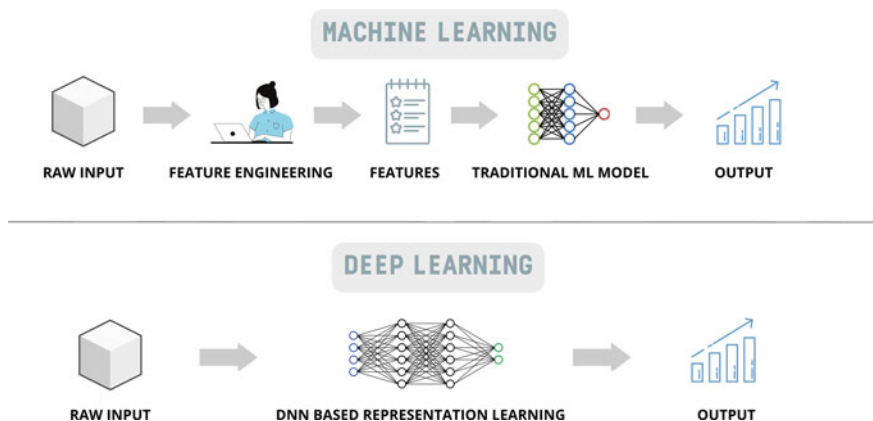 MACHINE LEARNING
RAW INPUT
FEATURE ENGINEERING
FEATURES
TRADITIONAL ML MODEL
OUTPUT
DEEP LEARNING
RAW INPUT
DNN BASED REPRESENTATION LEARNING
OUTPUT